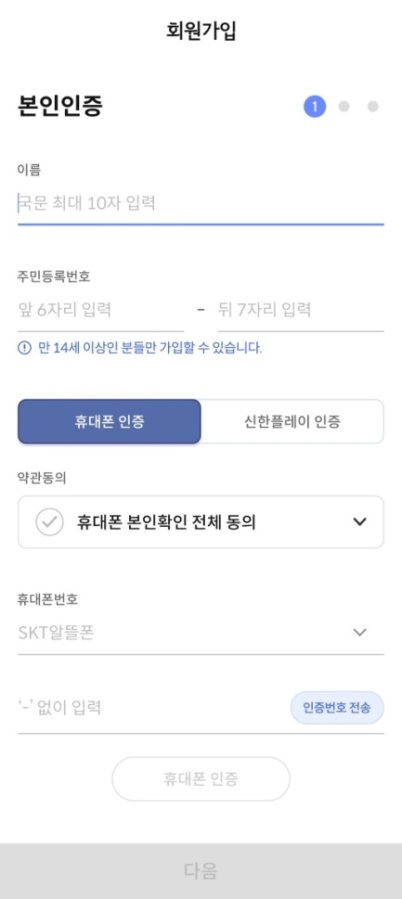 회원가입
본인인증
1
이름
국문 최대 10자 입력
주민등록번호
앞 6자리 입력 - 뒤 7자리 입력
만 14세 이상인 분들만 가입할 수 있습니다.
휴대폰 인증 신한플레이 인증
약관동의
휴대폰 본인확인 전체 동의
휴대폰번호
SKT알뜰폰
'-' 없이 입력 인증번호 전송
휴대폰 인증
다음